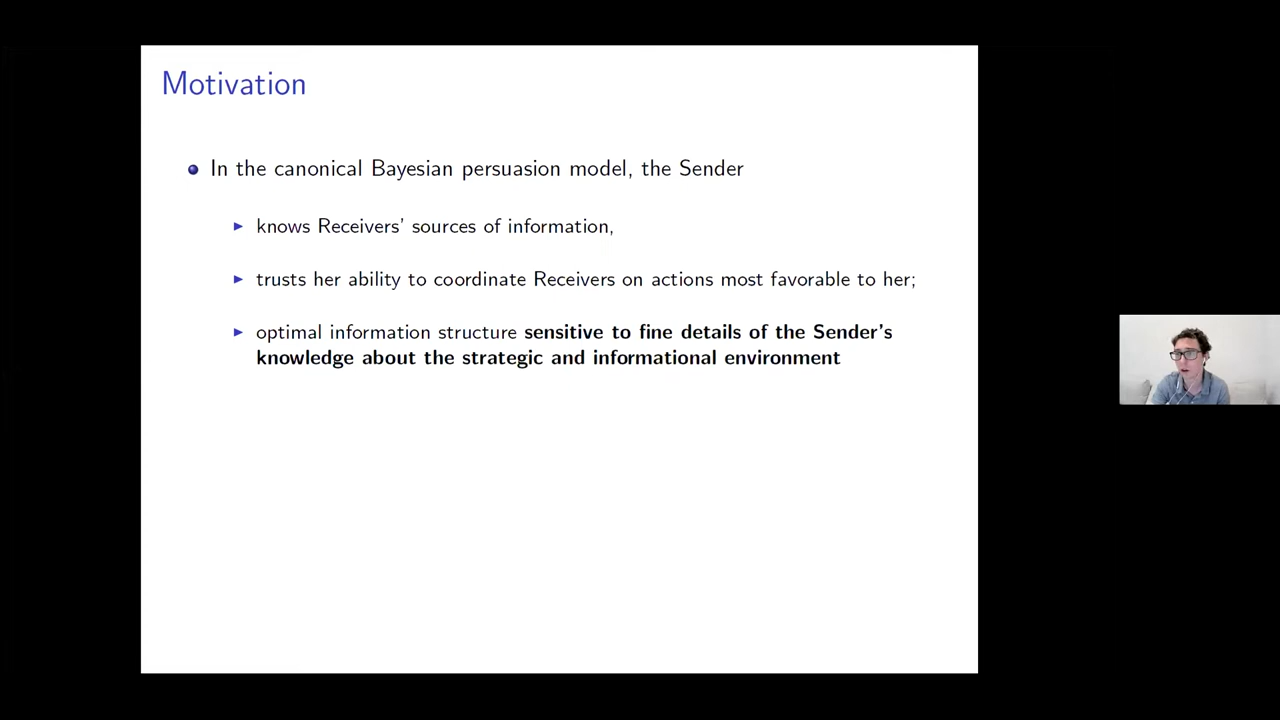 Motivation
In the canonical Bayesian persuasion model, the Sender
knows Receivers' sources of information,
trusts her ability to coordinate Receivers on actions most favorable to her;
optimal information structure sensitive to fine details of the Sender's
knowledge about the strategic and informational environment